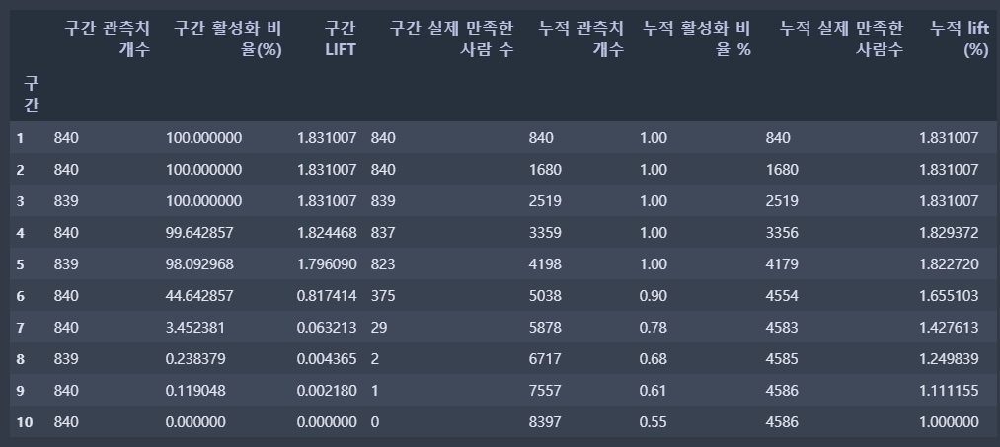 구간 관측치 개수 구간 활성화 비율(%) 구간 LIFT 구간 실제 만족한 사람 수 누적 관측치 개수 누적 활성화 비율 % 누적 실제 만족한 사람수 누적 lift (%)
구간
1 840 100.000000 1.831007 840 840 1.00 840 1.831007
2 840 100.000000 1.831007 840 1680 1.00 1680 1.831007
3 839 100.000000 1.831007 839 2519 1.00 2519 1.831007
4 840 99.642857 1.824468 837 3359 1.00 3356 1.829372
5 839 98.092968 1.796090 823 4198 1.00 4179 1.822720
6 840 44.642857 0.817414 375 5038 0.90 4554 1.655103
7 840 3.452381 0.063213 29 5878 0.78 4583 1.427613
8 839 0.238379 0.004365 2 6717 0.68 4585 1.249839
9 840 0.119048 0.002180 1 7557 0.61 4586 1.111155
10 840 0.000000 0.000000 0 8397 0.55 4586 1.000000